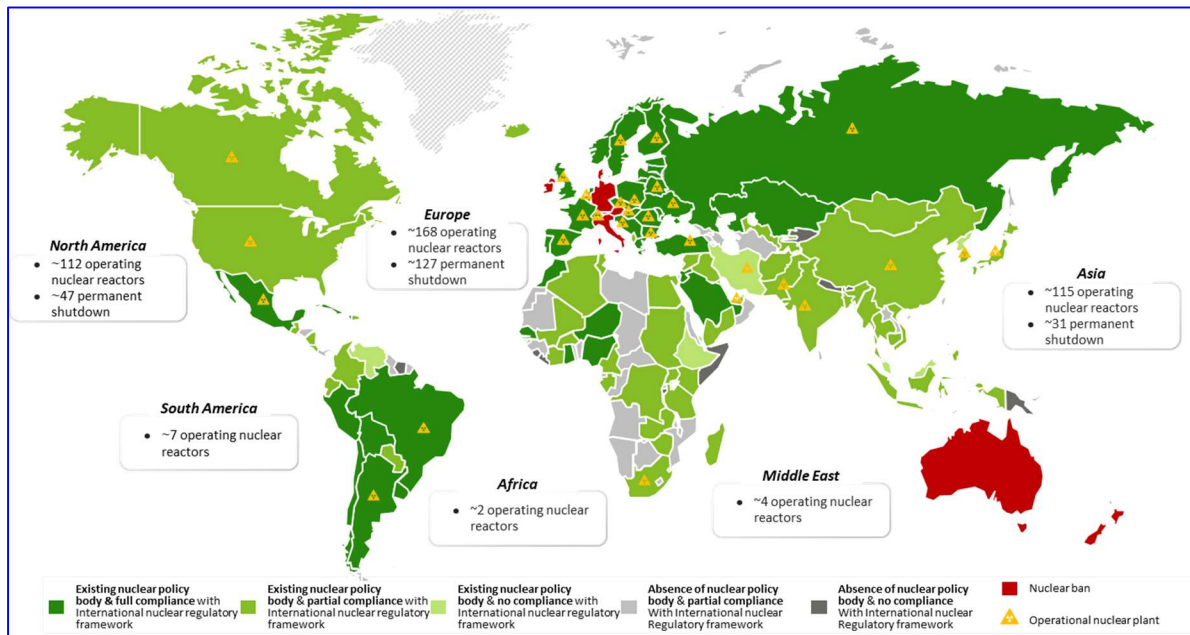 North America
• ~112 operating
nuclear reactors
• ~47 permanent
shutdown
Europe
• ~168 operating
nuclear reactors
• ~127 permanent
shutdown
Asia
• ~115 operating
nuclear reactors
• ~31 permanent
shutdown
South America
• ~7 operating nuclear
reactors
Africa
• ~2 operating nuclear
reactors
Middle East
• ~4 operating nuclear
reactors
Existing nuclear policy
body & full compliance with
International nuclear regulatory
framework
Existing nuclear policy
body & partial compliance with
International nuclear regulatory
framework
Existing nuclear policy
body & no compliance with
International nuclear regulatory
framework
Absence of nuclear policy
body & partial compliance
With International nuclear
Regulatory framework
Absence of nuclear policy
body & no compliance
With International nuclear
Regulatory framework
Nuclear ban
Operational nuclear plant